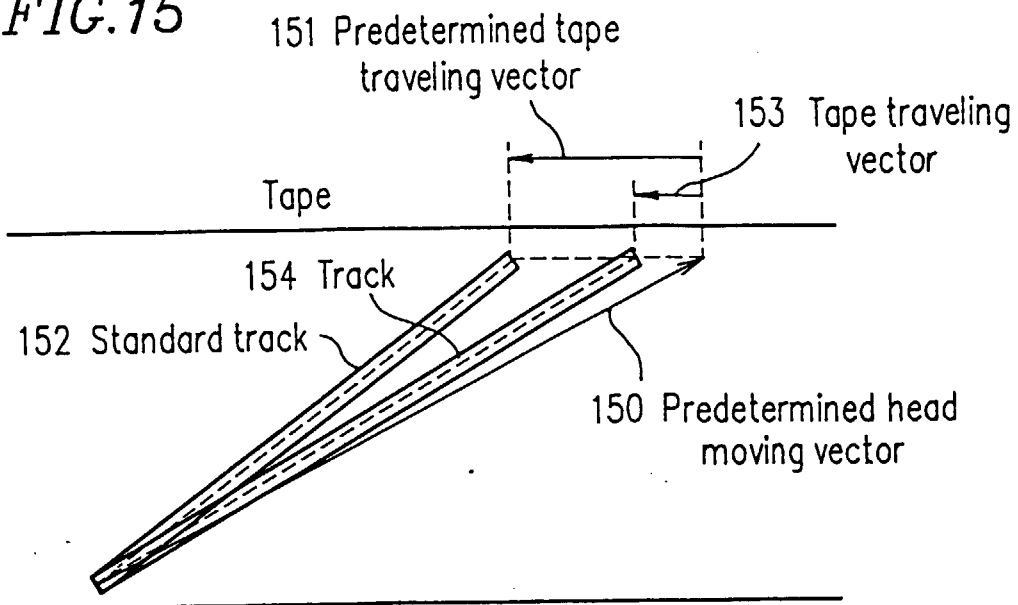 FIG.15
151 Predetermined tape
traveling vector
153 Tape traveling
vector
Tape
154 Track
152 Standard track
150 Predetermined head
moving vector